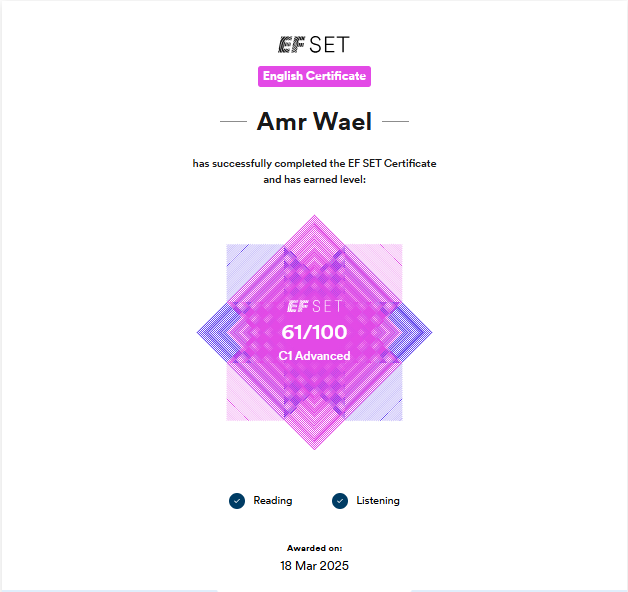 EF SET
English Certificate
Amr Wael
has successfully completed the EF SET Certificate
and has earned level:
EF SET
61/100
C1 Advanced
Reading Listening
Awarded on:
18 Mar 2025